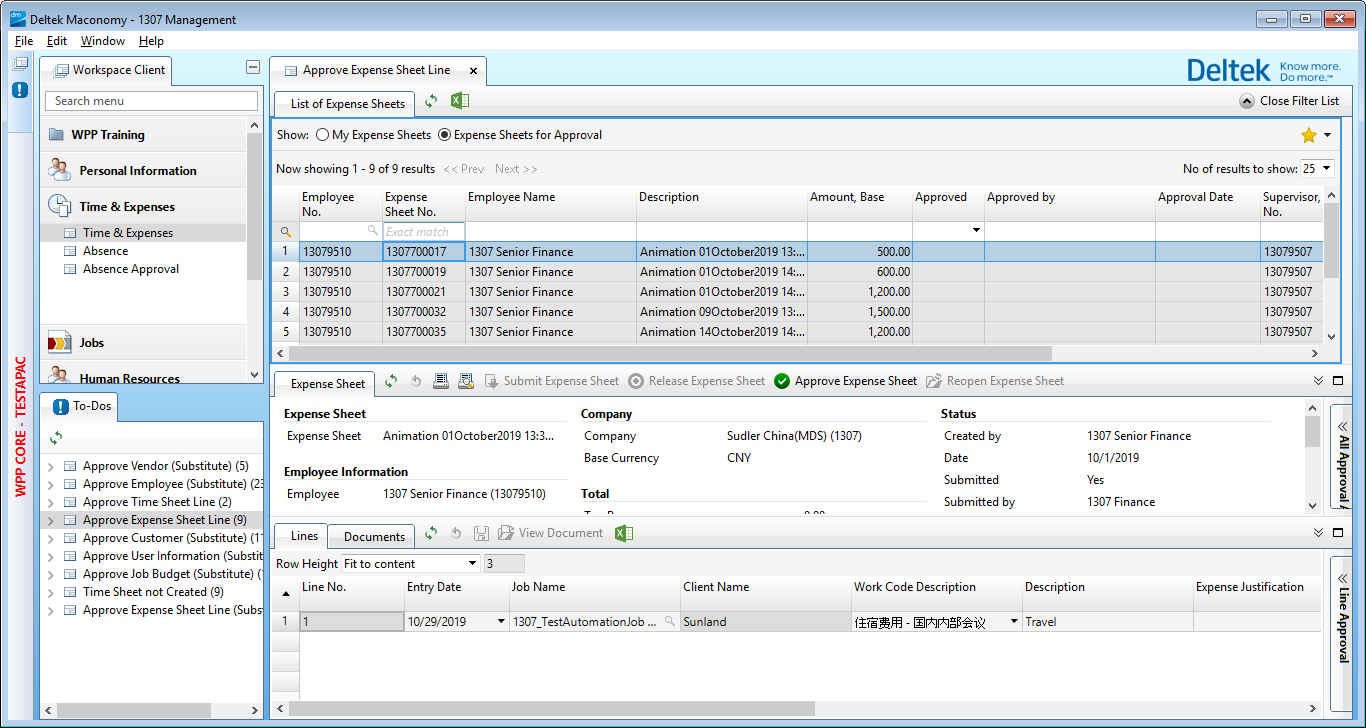 Deltek Maconomy - 1307 Management
File Edit Window Help
Workspace Client
Search menu
WPP Training
Personal Information
Time & Expenses
Time & Expenses
Absence
Absence Approval
Jobs
Human Resources
WPP CORE - TESTAPAC
To-Dos
Approve Vendor (Substitute) (5)
Approve Employee (Substitute) (23
Approve Time Sheet Line (2)
Approve Expense Sheet Line (9)
Approve Customer (Substitute) (11
Approve User Information (Substit
Approve Job Budget (Substitute) (
Time Sheet not Created (9)
Approve Expense Sheet Line (Subs
Approve Expense Sheet Line
Deltek Know more.
Do more.™
List of Expense Sheets
Close Filter List
Show: My Expense Sheets Expense Sheets for Approval
Now showing 1 - 9 of 9 results << Prev Next >>
No of results to show: 25
Employee No. Expense Sheet No. Employee Name Description Amount, Base Approved Approved by Approval Date Supervisor, No.
Exact match
1 13079510 1307700017 1307 Senior Finance Animation 01October2019 13:... 500.00 13079507
2 13079510 1307700019 1307 Senior Finance Animation 01October2019 14:... 600.00 13079507
3 13079510 1307700021 1307 Senior Finance Animation 01October2019 14:... 1,200.00 13079507
4 13079510 1307700032 1307 Senior Finance Animation 09October2019 13:... 1,500.00 13079507
5 13079510 1307700035 1307 Senior Finance Animation 14October2019 14:... 1,200.00 13079507
Expense Sheet
Submit Expense Sheet Release Expense Sheet Approve Expense Sheet Reopen Expense Sheet
Expense Sheet
Expense Sheet Animation 01October2019 13:3...
Employee Information
Employee 1307 Senior Finance (13079510)
Company
Company Sudler China(MDS) (1307)
Base Currency CNY
Total
Status
Created by 1307 Senior Finance
Date 10/1/2019
Submitted Yes
Submitted by 1307 Finance
All Approval
Lines Documents View Document
Row Height Fit to content 3
Line No. Entry Date Job Name Client Name Work Code Description Description Expense Justification
1 1 10/29/2019 1307_TestAutomationJob ... Sunland 住宿费用 - 国内内部会议 Travel
Line Approval